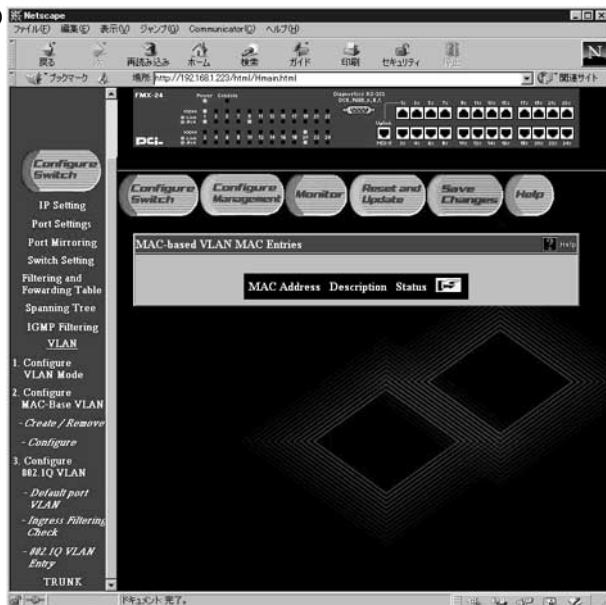 Netscape
ファイル(F) 編集(E) 表示(V) ジャンプ(G) Communicator(C) ヘルプ(H)
戻る 再読み込み ホーム 検索 ガイド 印刷 セキュリティ
ブックマーク 場所: http://192.168.1.223/html/Hmain.html 関連サイト
FMX-24 Power Console
Diagnostics RS-232
PCi
Uplink
Configure Switch
IP Setting
Port Settings
Port Mirroring
Switch Setting
Filtering and
Fowarding Table
Spanning Tree
IGMP Filtering
VLAN
1. Configure
VLAN Mode
2. Configure
MAC-Base VLAN
- Create / Remove
- Configure
3. Configure
802.1Q VLAN
- Default port
VLAN
- Ingress Filtering
Check
- 802.1Q VLAN
Entry
TRUNK
Configure Switch
Configure Management
Monitor
Reset and Update
Save Changes
Help
MAC-based VLAN MAC Entries Help
MAC Address Description Status
ドキュメント完了。